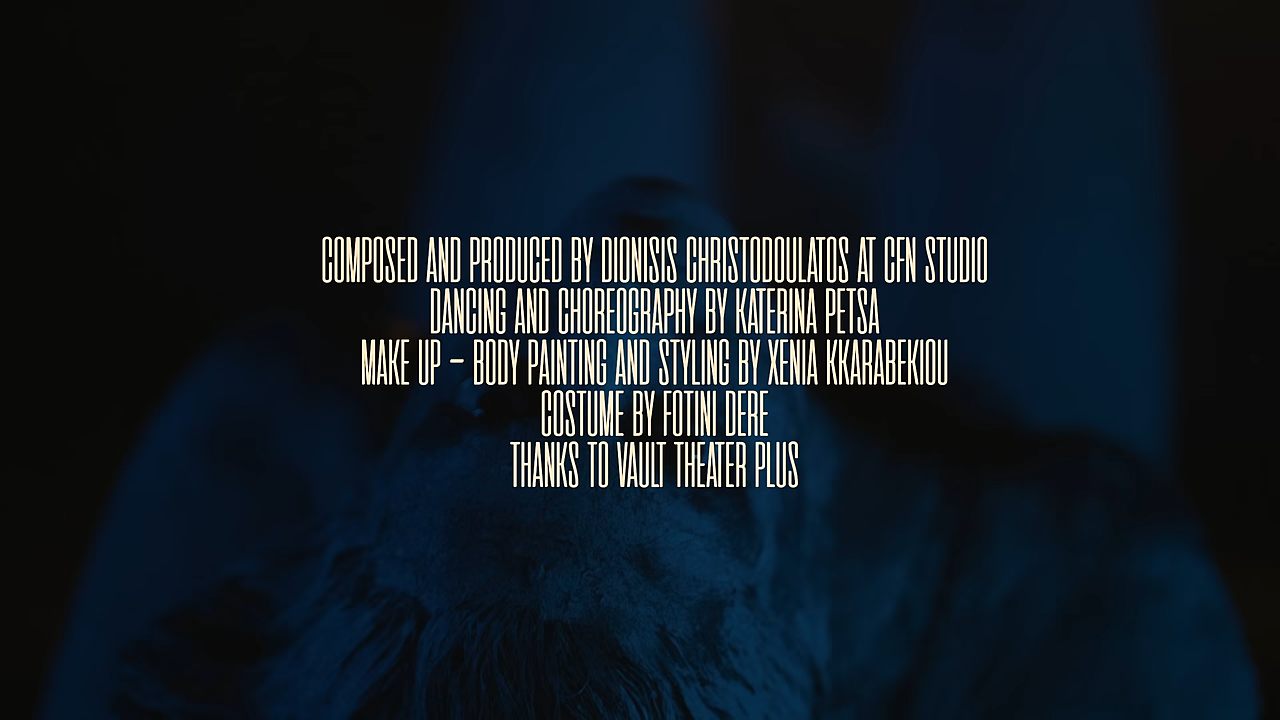 COMPOSED AND PRODUCED BY DIONISIS CHRISTODOULATOS AT CFN STUDIO
DANCING AND CHOREOGRAPHY BY KATERINA PETSA
MAKE UP – BODY PAINTING AND STYLING BY XENIA KKARABEKIOU
COSTUME BY FOTINI DERE
THANKS TO VAULT THEATER PLUS